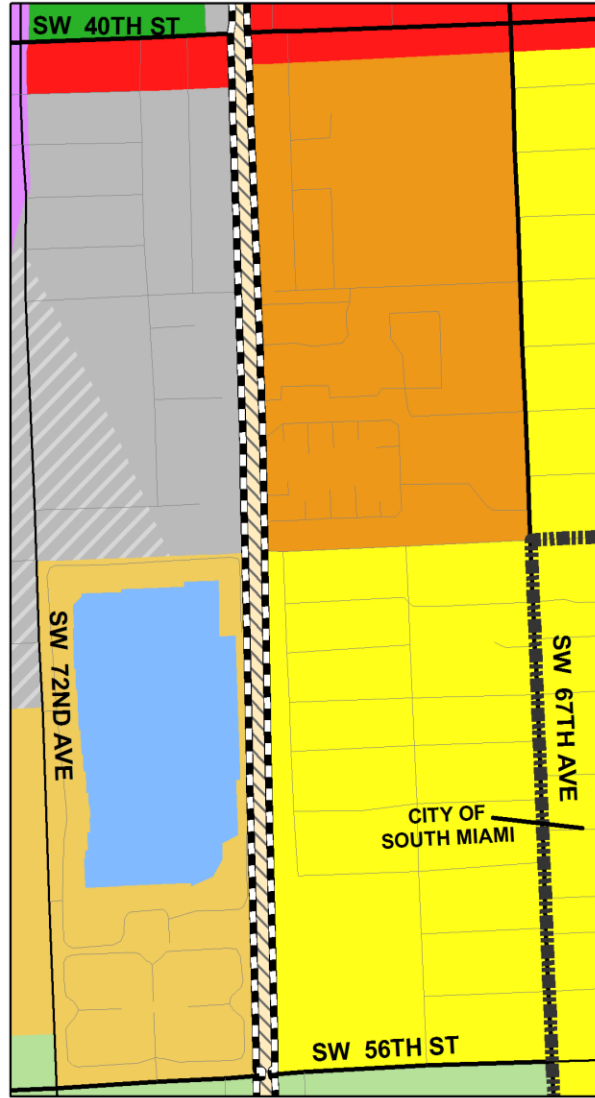 SW 40TH ST
SW 72ND AVE
SW 67TH AVE
CITY OF
SOUTH MIAMI
SW 56TH ST